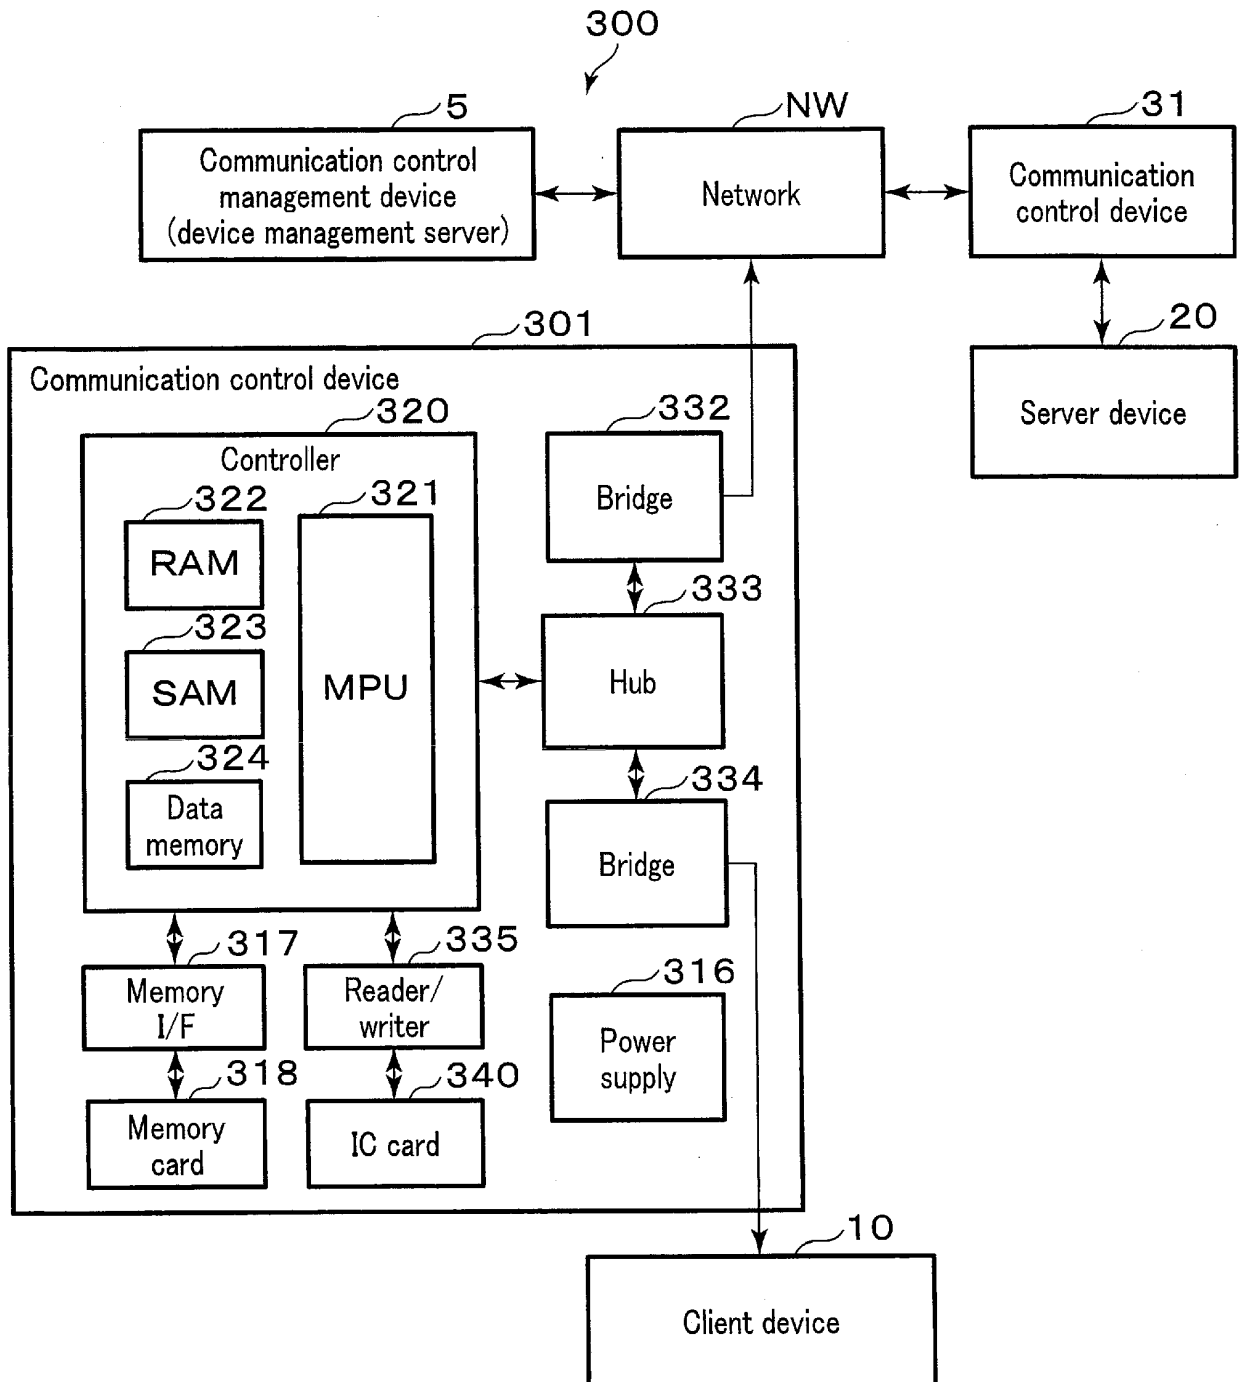 300
5
NW
31
Communication control
management device
(device management server)
Network
Communication
control device
301
20
Communication control device
Server device
320
332
Controller
Bridge
322
321
RAM
333
323
SAM
MPU
Hub
324
334
Data
memory
Bridge
317
335
316
Memory
I/F
Reader/
writer
Power
supply
318
340
Memory
card
IC card
10
Client device